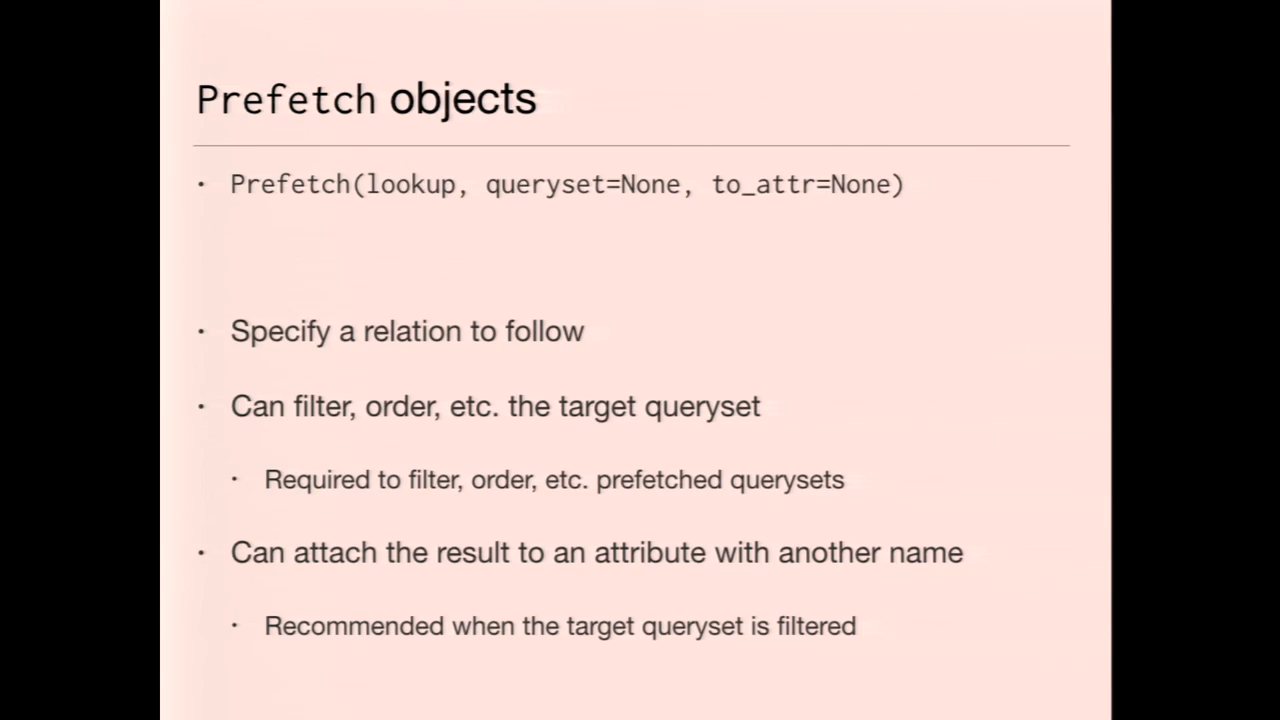 Prefetch objects
• Prefetch(lookup, queryset=None, to_attr=None)
• Specify a relation to follow
• Can filter, order, etc. the target queryset
• Required to filter, order, etc. prefetched querysets
• Can attach the result to an attribute with another name
• Recommended when the target queryset is filtered